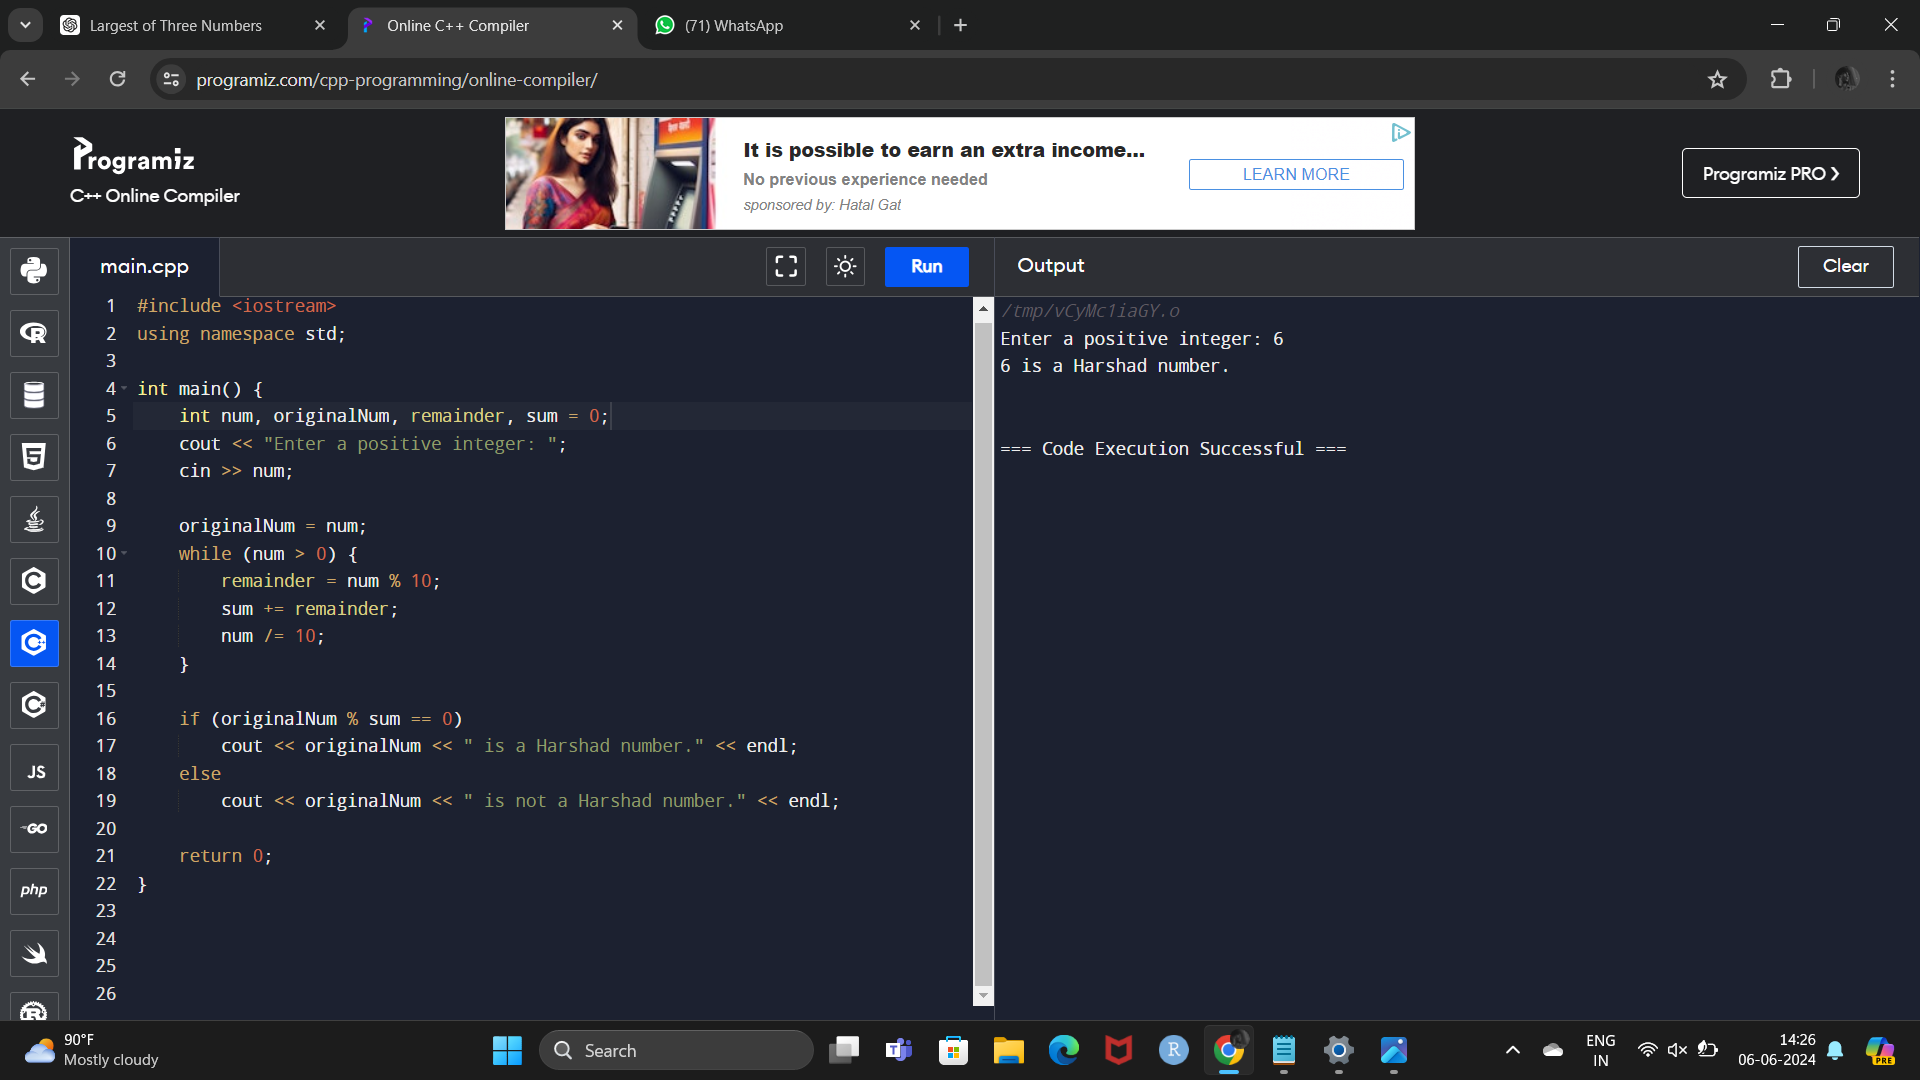 Largest of Three Numbers
Online C++ Compiler
(71) WhatsApp
programiz.com/cpp-programming/online-compiler/
Programiz
C++ Online Compiler
It is possible to earn an extra income...
No previous experience needed
sponsored by: Hatal Gat
LEARN MORE
Programiz PRO ❯
main.cpp
Run
Output
Clear
1 #include <iostream>
2 using namespace std;
3
4 int main() {
5 int num, originalNum, remainder, sum = 0;
6 cout << "Enter a positive integer: ";
7 cin >> num;
8
9 originalNum = num;
10 while (num > 0) {
11 remainder = num % 10;
12 sum += remainder;
13 num /= 10;
14 }
15
16 if (originalNum % sum == 0)
17 cout << originalNum << " is a Harshad number." << endl;
18 else
19 cout << originalNum << " is not a Harshad number." << endl;
20
21 return 0;
22 }
23
24
25
26
/tmp/vCyMc1iaGY.o
Enter a positive integer: 6
6 is a Harshad number.
=== Code Execution Successful ===
JS
GO
php
90°F
Mostly cloudy
Search
ENG
IN
14:26
06-06-2024
PRE